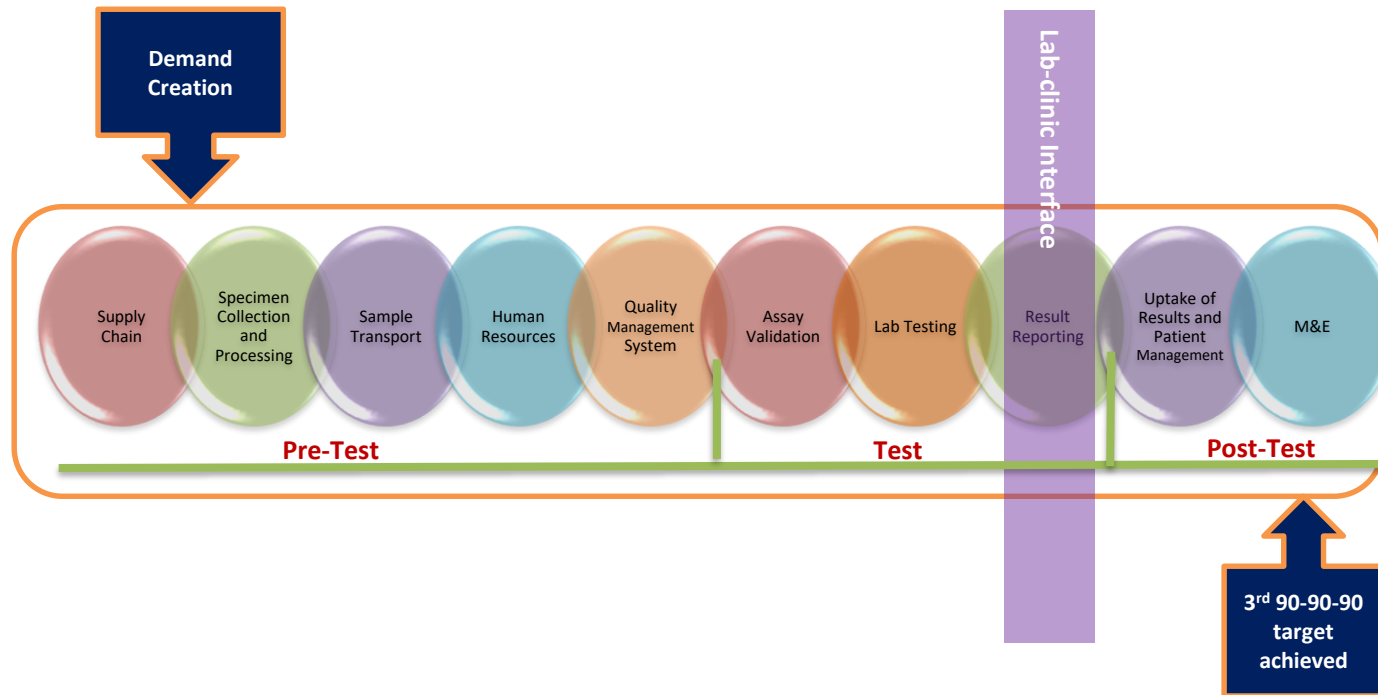 Demand
Creation
Lab-clinic Interface
Supply
Chain
Specimen
Collection
and
Processing
Sample
Transport
Human
Resources
Quality
Management
System
Assay
Validation
Lab Testing
Result
Reporting
Uptake of
Results and
Patient
Management
M&E
Pre-Test
Test
Post-Test
3rd 90-90-90
target
achieved